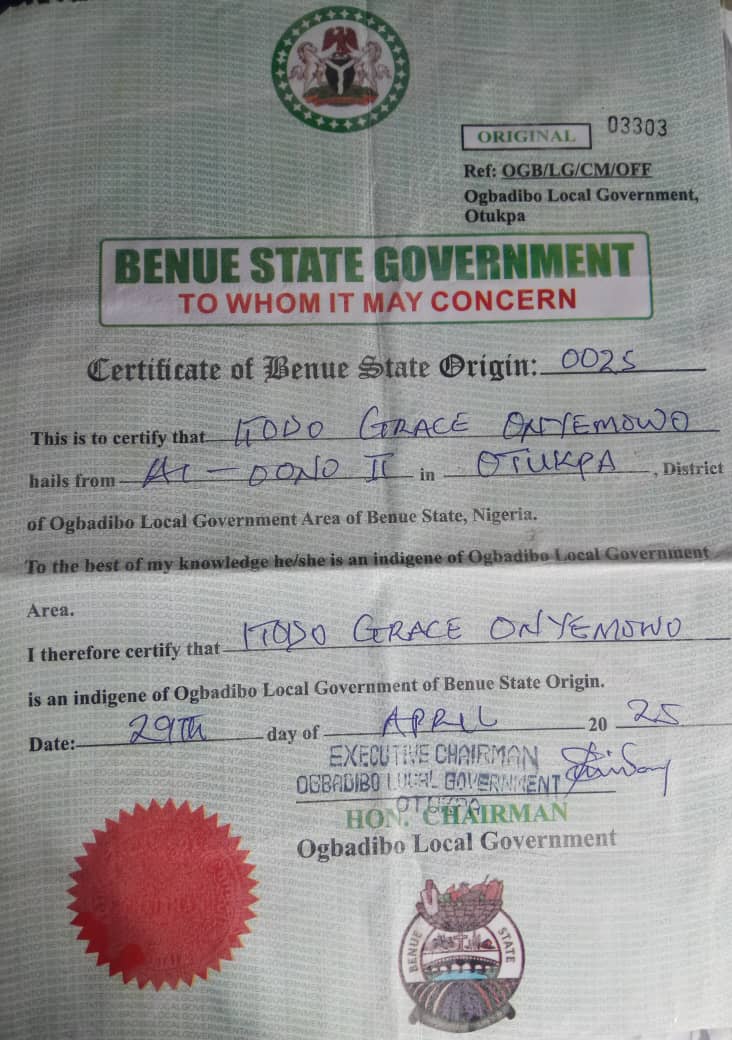 ORIGINAL 03303
Ref: OGB/LG/CM/OFF
Ogbadibo Local Government,
Otukpa
BENUE STATE GOVERNMENT
TO WHOM IT MAY CONCERN
Certificate of Benue State Origin: 0025
This is to certify that ITODO GRACE ONYEMOWO
hails from AI - OONO II in OTUKPA, District
of Ogbadibo Local Government Area of Benue State, Nigeria.
To the best of my knowledge he/she is an indigene of Ogbadibo Local Government
Area.
I therefore certify that ITODO GRACE ONYEMOWO
is an indigene of Ogbadibo Local Government of Benue State Origin.
Date: 29TH day of APRIL 20 25
EXECUTIVE CHAIRMAN
OGBADIBO LOCAL GOVERNMENT
OTUKPA
HON. CHAIRMAN
Ogbadibo Local Government
BENUE STATE